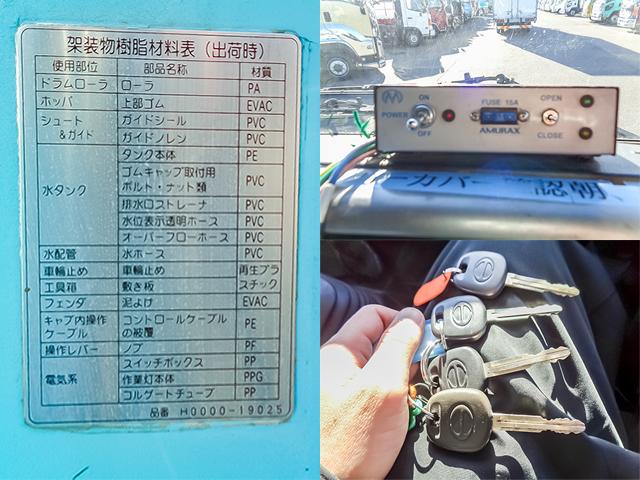 架装物樹脂材料表(出荷時)
使用部位 部品名称 材質
ドラムローラ ローラ PA
ホッパ 上部ゴム EVAC
シュート&ガイド ガイドシール PVC
ガイドノレン PVC
水タンク タンク本体 PE
ゴムキャップ取付用
ボルト・ナット類 PVC
排水口ストレーナ PVC
水位表示透明ホース PVC
オーバーフローホース PVC
水配管 水ホース PVC
車輪止め 車輪止め 再生プラ
工具箱 敷き板 スチック
フェンダ 泥よけ EVAC
キャブ内操作 コントロールケーブル
ケーブル の被覆 PE
操作レバー ノブ PF
電気系 スイッチボックス PP
作業灯本体 PPG
コルゲートチューブ PP
品番 H0000-19025
ON
POWER
OFF
FUSE 15A
AMURAX
OPEN
CLOSE
カバー
認